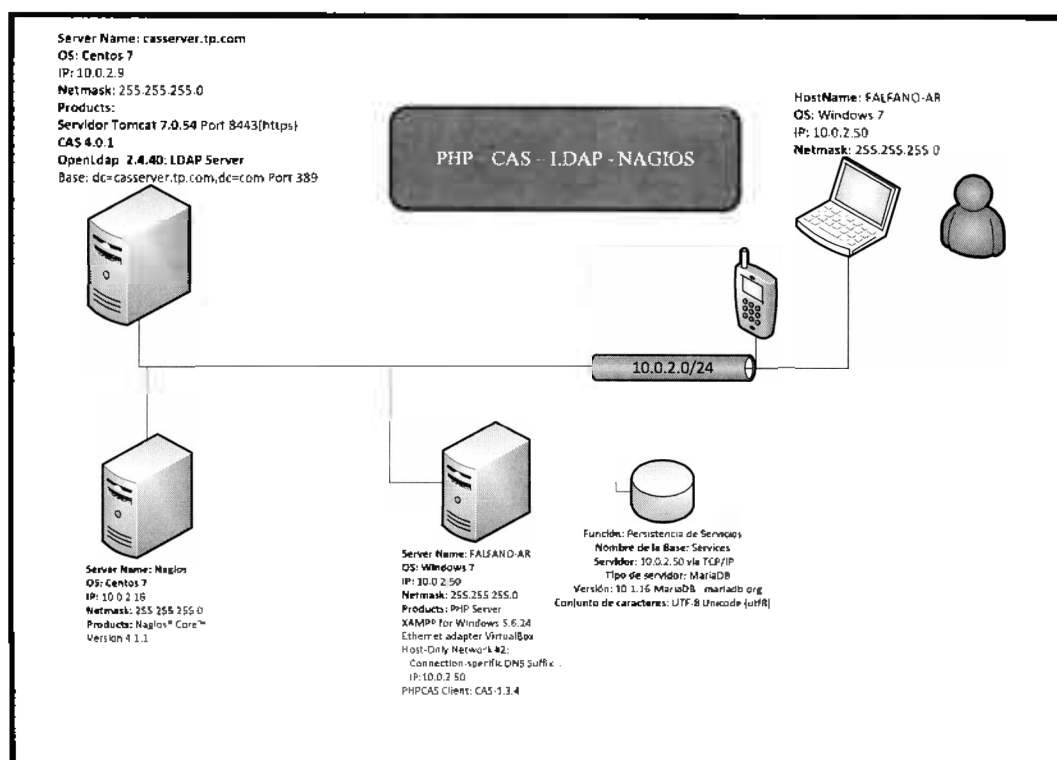 Server Name: casserver.tp.com
OS: Centos 7
IP: 10.0.2.9
Netmask: 255.255.255.0
Products:
Servidor Tomcat 7.0.54 Port 8443(https)
CAS 4.0.1
OpenLdap 2.4.40: LDAP Server
Base: dc=casserver.tp.com,dc=com Port 389
PHP CAS - LDAP - NAGIOS
HostName: FALFANO-AR
OS: Windows 7
IP: 10.0.2.50
Netmask: 255.255.255.0
10.0.2.0/24
Server Name: Nagios
OS: Centos 7
IP: 10.0.2.16
Netmask: 255.255.255.0
Products: Nagios® Core™
Version 4.1.1
Server Name: FALFANO-AR
OS: Windows 7
IP: 10.0.2.50
Netmask: 255.255.255.0
Products: PHP Server
XAMPP for Windows 5.6.24
Ethernet adapter VirtualBox
Host-Only Network #2:
Connection-specific DNS Suffix .
IP:10.0.2.50
PHPCAS Client: CAS-1.3.4
Función: Persistencia de Servicios
Nombre de la Base: Services
Servidor: 10.0.2.50 via TCP/IP
Tipo de servidor: MariaDB
Versión: 10.1.16-MariaDB mariadb.org
Conjunto de caracteres: UTF-8 Unicode (utf8)